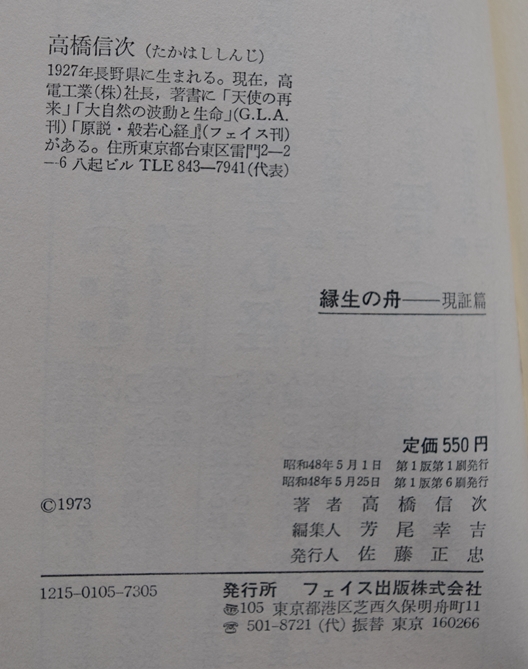 高橋信次（たかはししんじ）
1927年長野県に生まれる。現在，高
電工業(株)社長，著書に「天使の再
来」「大自然の波動と生命」(G.L.A.
刊)「原説・般若心経」(フェイス刊)
がある。住所東京都台東区雷門2—2
—6 八起ビル TLE 843—7941(代表)
縁生の舟——現証篇
定価550円
昭和48年5月1日 第1版第1刷発行
昭和48年5月25日 第1版第6刷発行
©1973
著者 高橋信次
編集人 芳尾幸吉
発行人 佐藤正忠
1215-0105-7305
発行所 フェイス出版株式会社
〠105 東京都港区芝西久保明舟町11
☎ 501-8721 (代) 振替 東京 160266